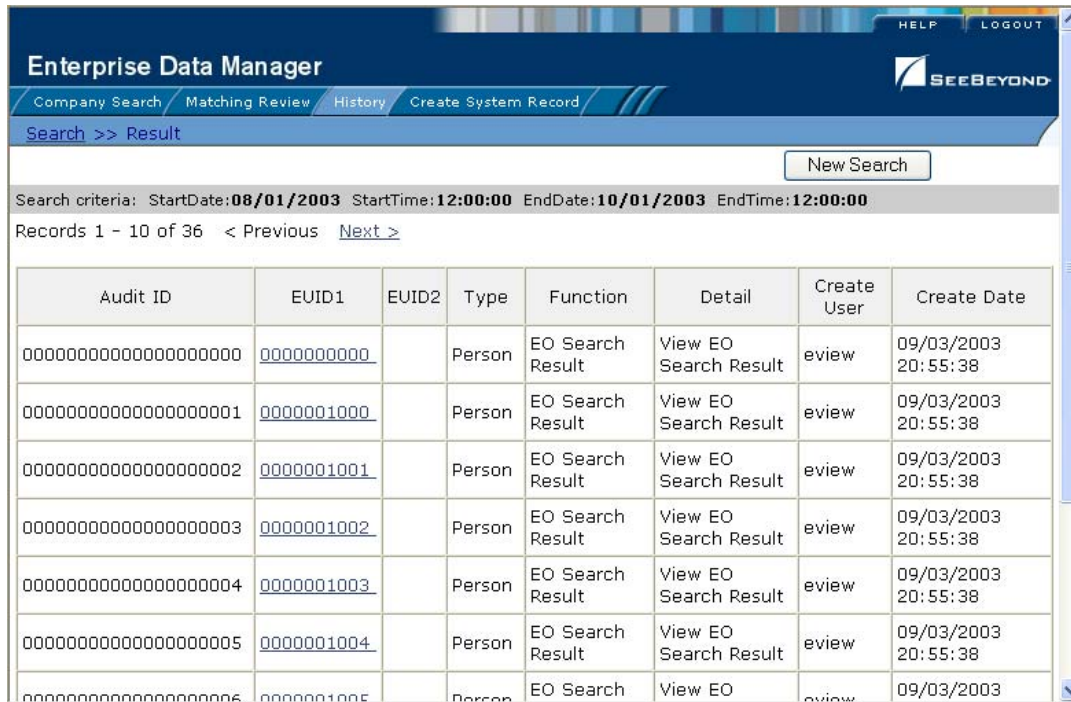 HELP LOGOUT
Enterprise Data Manager
SEEBEYOND
Company Search Matching Review History Create System Record
Search >> Result
New Search
Search criteria: StartDate:08/01/2003 StartTime:12:00:00 EndDate:10/01/2003 EndTime:12:00:00
Records 1 - 10 of 36 < Previous Next >
Audit ID EUID1 EUID2 Type Function Detail Create User Create Date
00000000000000000000 0000000000 Person EO Search Result View EO Search Result eview 09/03/2003 20:55:38
00000000000000000001 0000001000 Person EO Search Result View EO Search Result eview 09/03/2003 20:55:38
00000000000000000002 0000001001 Person EO Search Result View EO Search Result eview 09/03/2003 20:55:38
00000000000000000003 0000001002 Person EO Search Result View EO Search Result eview 09/03/2003 20:55:38
00000000000000000004 0000001003 Person EO Search Result View EO Search Result eview 09/03/2003 20:55:38
00000000000000000005 0000001004 Person EO Search Result View EO Search Result eview 09/03/2003 20:55:38
00000000000000000006 0000001005 Person EO Search View EO eview 09/03/2003